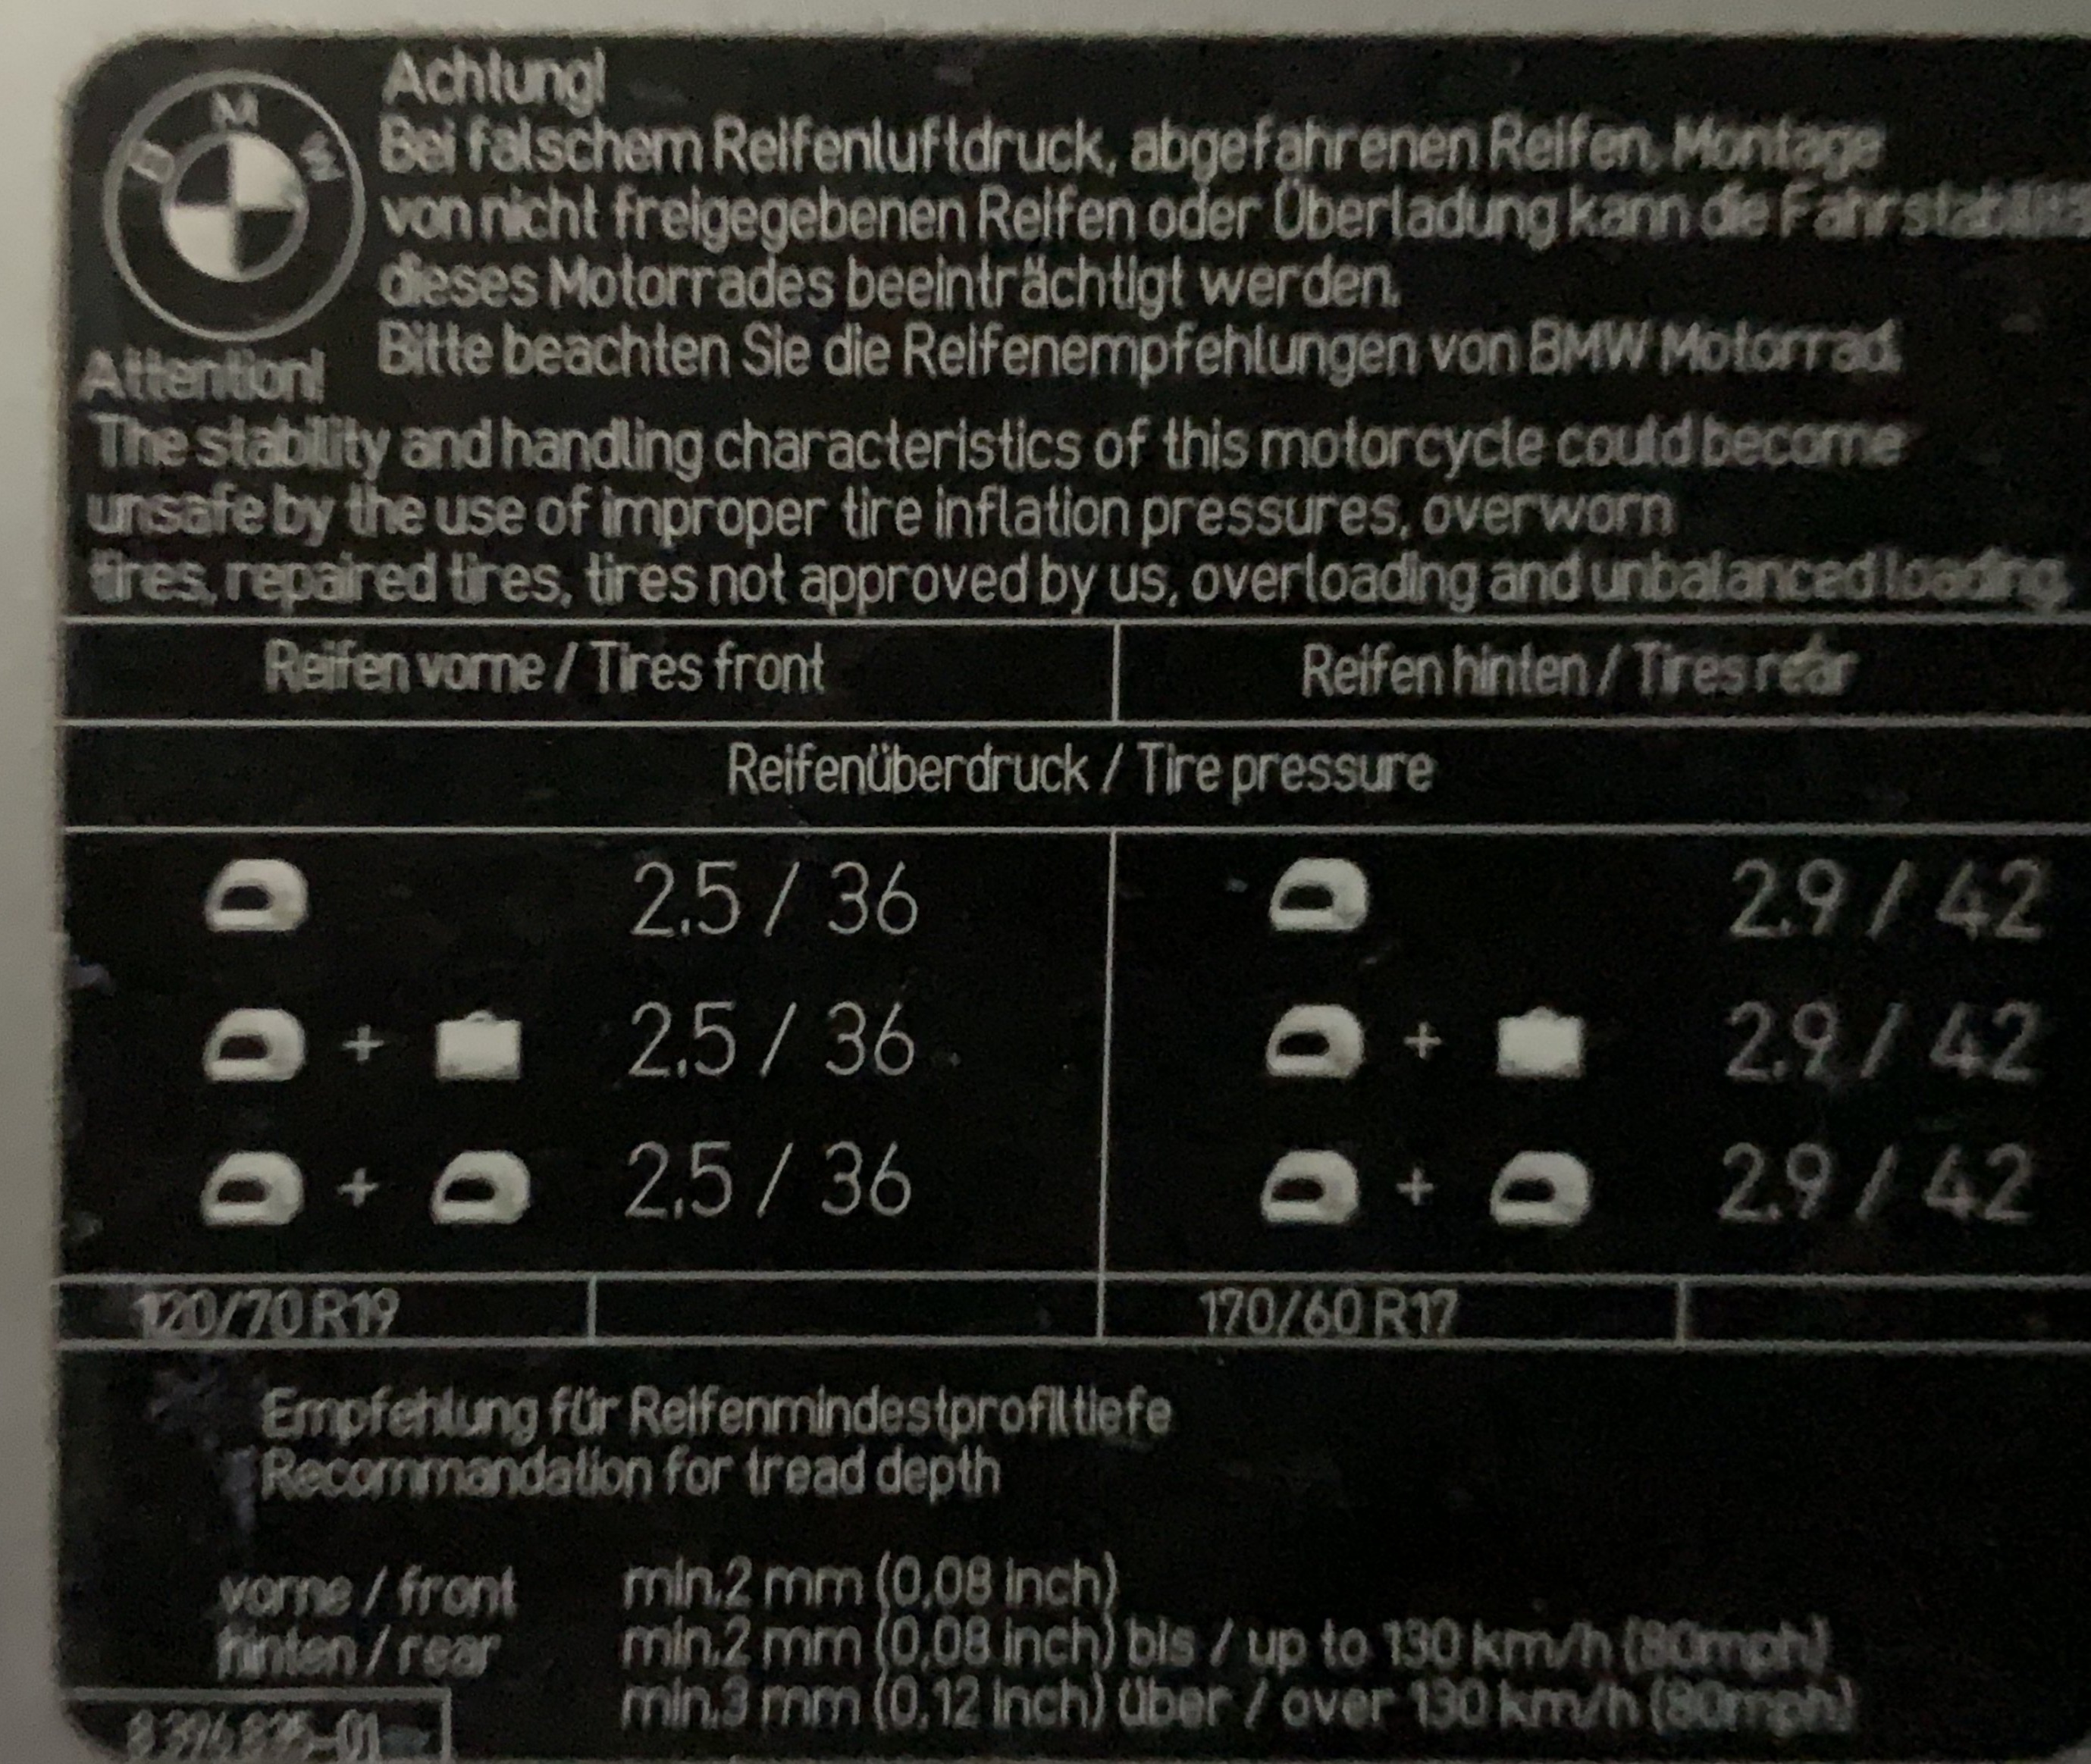 BMW
Achtung!
Bei falschem Reifenluftdruck, abgefahrenen Reifen, Montage
von nicht freigegebenen Reifen oder Überladung kann die Fahrstabilität
dieses Motorrades beeinträchtigt werden.
Bitte beachten Sie die Reifenempfehlungen von BMW Motorrad.
Attention!
The stability and handling characteristics of this motorcycle could become
unsafe by the use of improper tire inflation pressures, overworn
tires, repaired tires, tires not approved by us, overloading and unbalanced loading.
Reifen vorne / Tires front
Reifen hinten / Tires rear
Reifenüberdruck / Tire pressure
2.5 / 36
2.9 / 42
+ 2.5 / 36
+ 2.9 / 42
+ 2.5 / 36
+ 2.9 / 42
120/70 R19
170/60 R17
Empfehlung für Reifenmindestprofiltiefe
Recommandation for tread depth
vorne / front min.2 mm (0,08 inch)
hinten / rear min.2 mm (0,08 inch) bis / up to 130 km/h (80mph)
min.3 mm (0,12 inch) über / over 130 km/h (80mph)